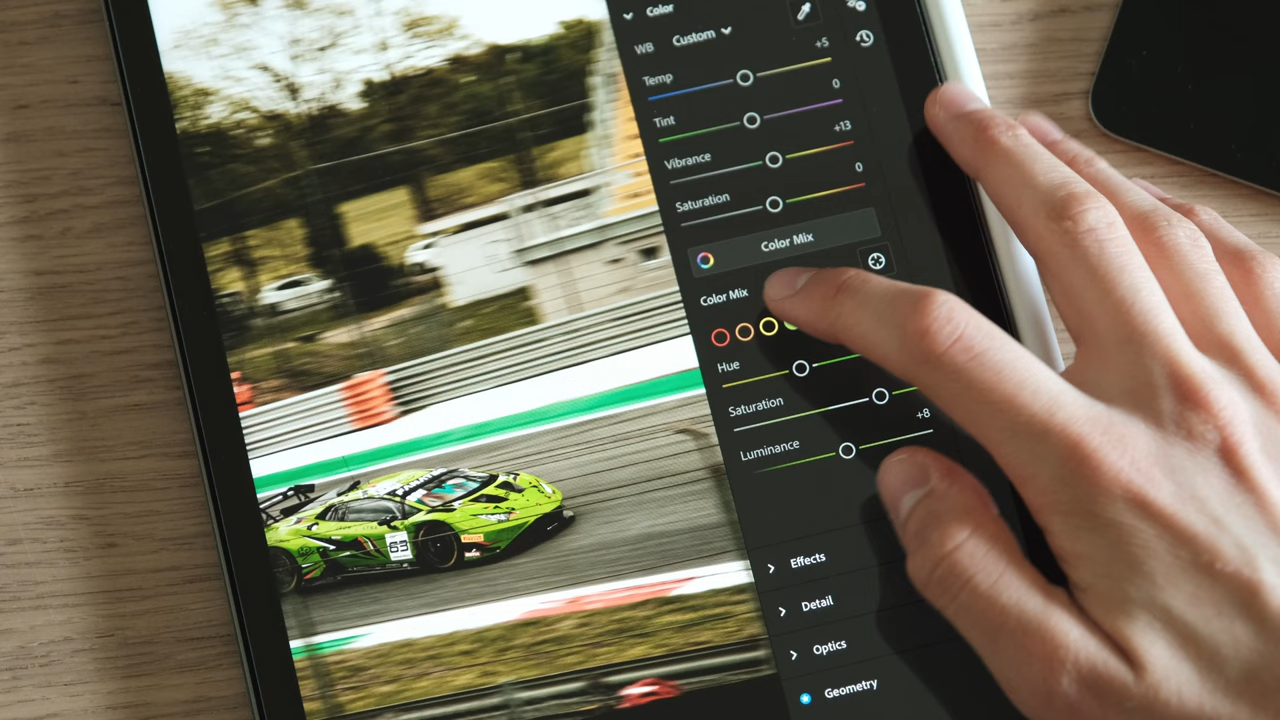 Color
WB Custom
Temp +5
Tint 0
Vibrance +13
Saturation 0
Color Mix
Color Mix
Hue
Saturation
Luminance +8
Effects
Detail
Optics
Geometry
63